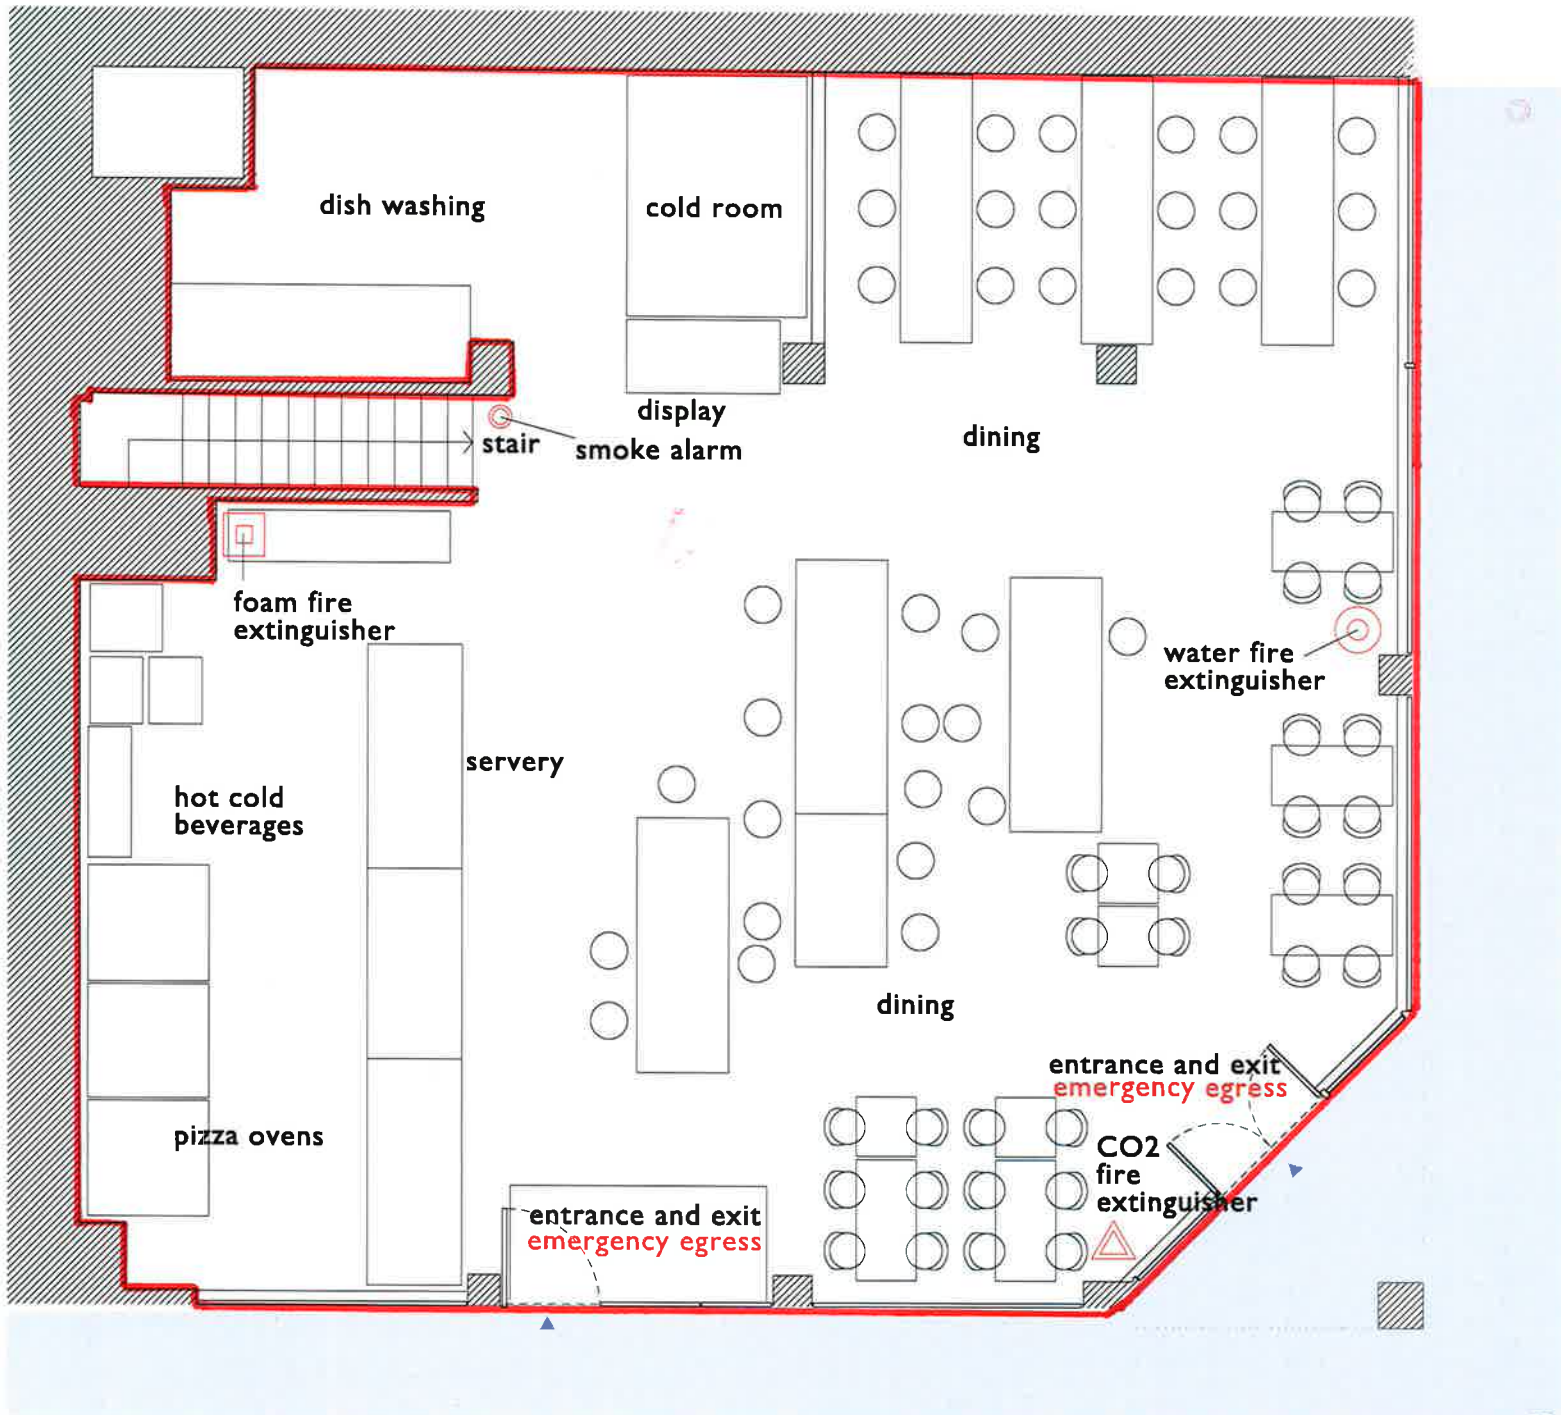 dish washing
cold room
display
stair
smoke alarm
dining
foam fire
extinguisher
water fire
extinguisher
servery
hot cold
beverages
dining
entrance and exit
emergency egress
pizza ovens
CO2
fire
extinguisher
entrance and exit
emergency egress